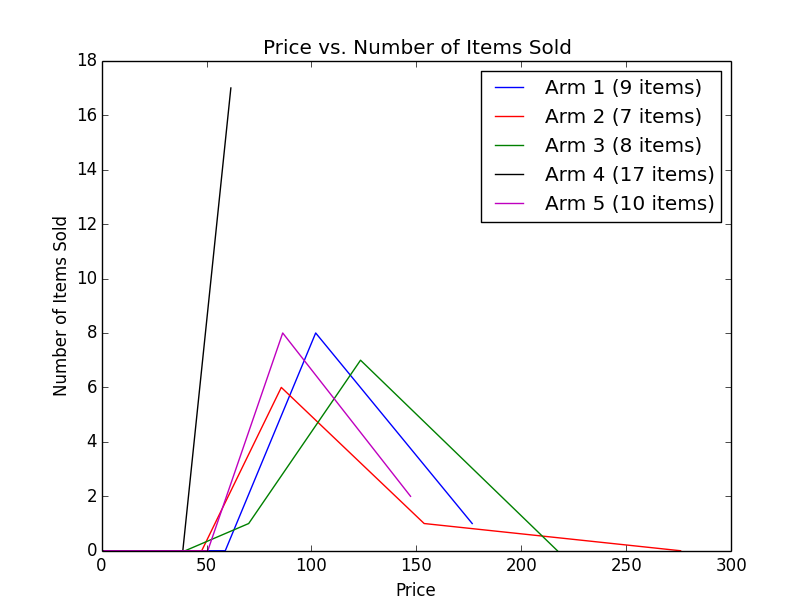 Price vs. Number of Items Sold
18
16
14
12
10
8
6
4
2
0
Number of Items Sold
Arm 1 (9 items)
Arm 2 (7 items)
Arm 3 (8 items)
Arm 4 (17 items)
Arm 5 (10 items)
0 50 100 150 200 250 300
Price